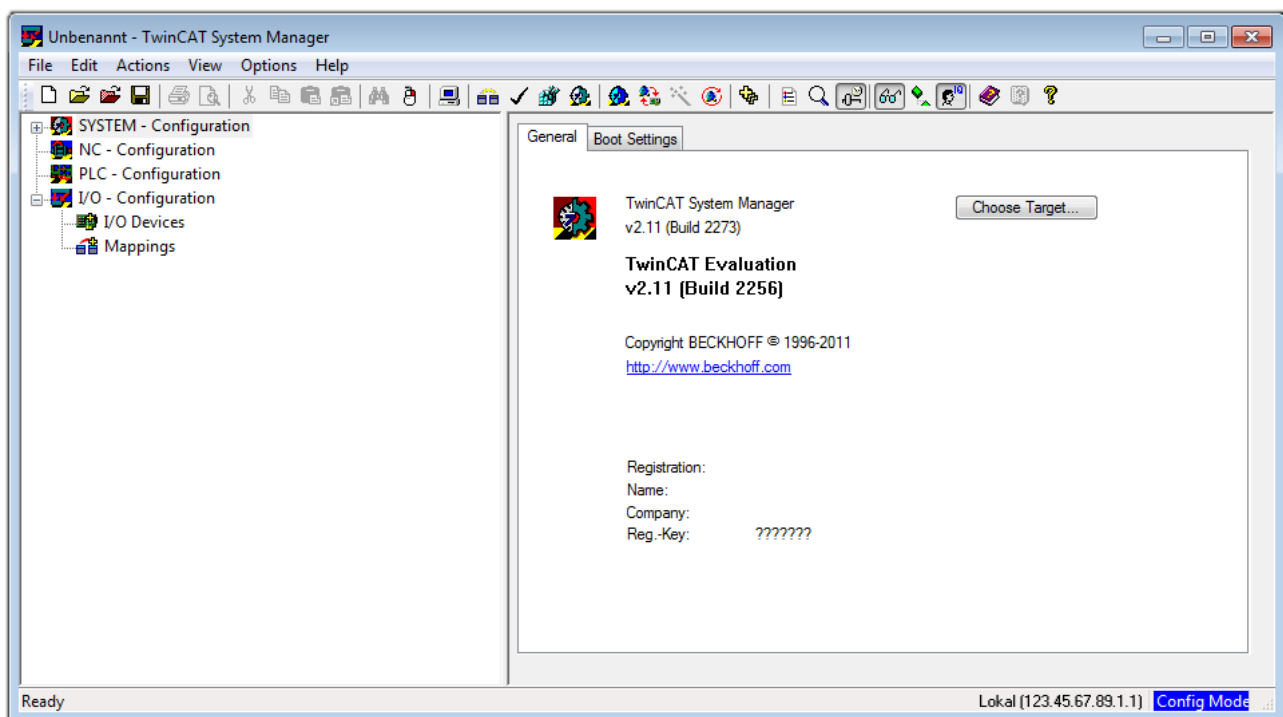 Unbenannt - TwinCAT System Manager
File Edit Actions View Options Help
SYSTEM - Configuration
NC - Configuration
PLC - Configuration
I/O - Configuration
I/O Devices
Mappings
General Boot Settings
TwinCAT System Manager
v2.11 (Build 2273)
Choose Target...
TwinCAT Evaluation
v2.11 (Build 2256)
Copyright BECKHOFF © 1996-2011
http://www.beckhoff.com
Registration:
Name:
Company:
Reg.-Key: ???????
Ready Lokal (123.45.67.89.1.1) Config Mode